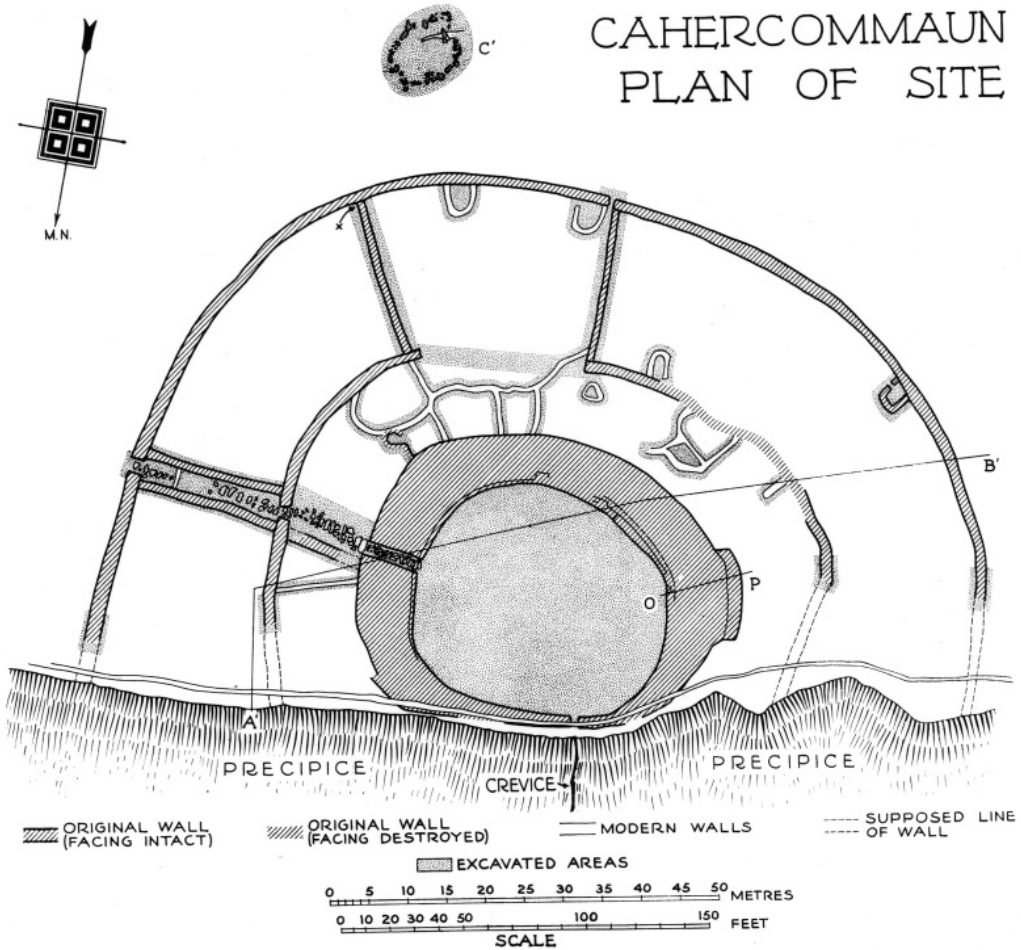 CAHERCOMMAUN
PLAN OF SITE
C'
M.N.
x
B'
O
P
A'
PRECIPICE
CREVICE
PRECIPICE
ORIGINAL WALL
(FACING INTACT)
ORIGINAL WALL
(FACING DESTROYED)
MODERN WALLS
SUPPOSED LINE
OF WALL
EXCAVATED AREAS
0 5 10 15 20 25 30 35 40 45 50 METRES
0 10 20 30 40 50 100 150 FEET
SCALE